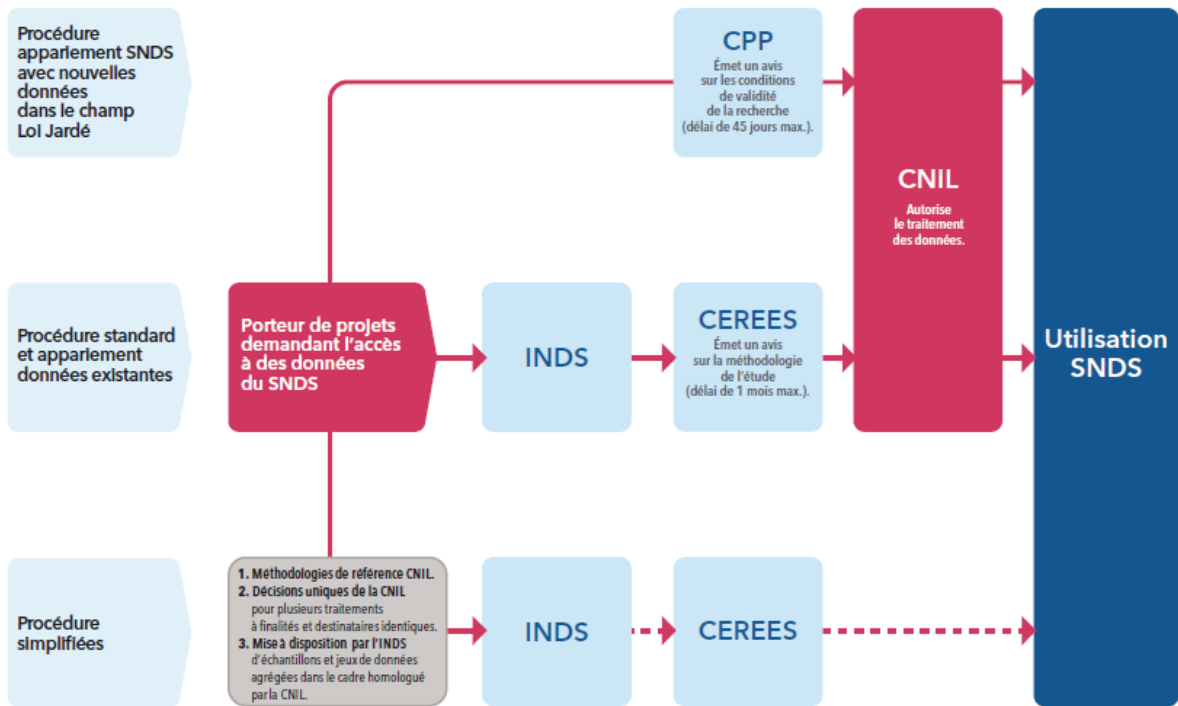 Procédure
appariement SNDS
avec nouvelles
données
dans le champ
Loi Jardé
CPP
Émet un avis
sur les conditions
de validité
de la recherche
(délai de 45 jours max.).
CNIL
Autorise
le traitement
des données.
Procédure standard
et appariement
données existantes
Porteur de projets
demandant l'accès
à des données
du SNDS
INDS
CEREES
Émet un avis
sur la méthodologie
de l'étude
(délai de 1 mois max.).
Utilisation
SNDS
Procédure
simplifiées
1. Méthodologies de référence CNIL.
2. Décisions uniques de la CNIL
pour plusieurs traitements
à finalités et destinataires identiques.
3. Mise à disposition par l'INDS
d'échantillons et jeux de données
agrégées dans le cadre homologué
par la CNIL.
INDS
CEREES